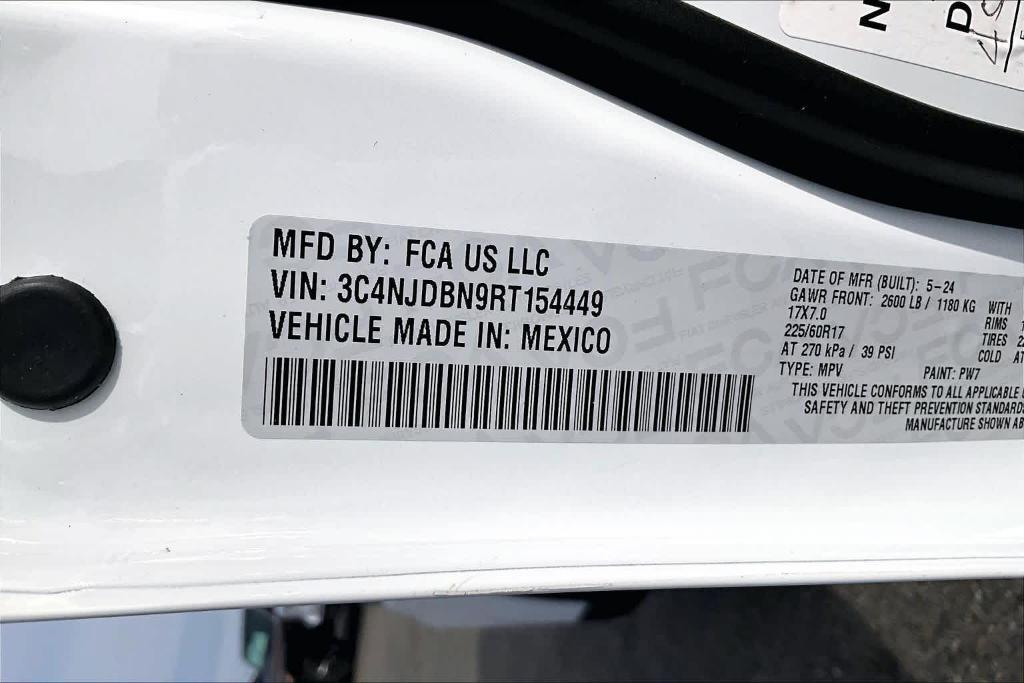 MFD BY: FCA US LLC
VIN: 3C4NJDBN9RT154449
VEHICLE MADE IN: MEXICO
DATE OF MFR (BUILT): 5-24
GAWR FRONT: 2600 LB / 1180 KG WITH
17X7.0 RIMS
225/60R17 TIRES
AT 270 kPa / 39 PSI COLD AT
TYPE: MPV PAINT: PW7
THIS VEHICLE CONFORMS TO ALL APPLICABLE
SAFETY AND THEFT PREVENTION STANDARDS
MANUFACTURE SHOWN AB
N
D